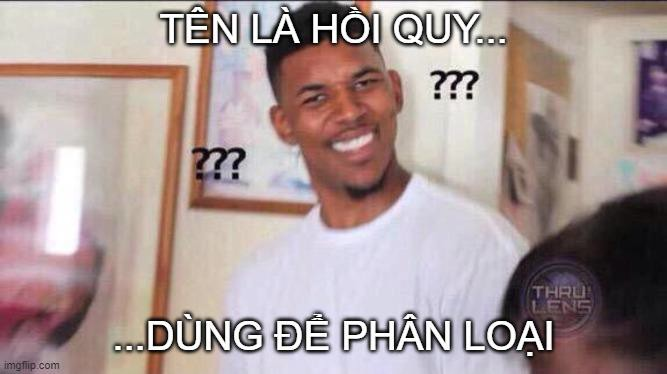 TÊN LÀ HỒI QUY...
???
???
THRU
LENS
...DÙNG ĐỂ PHÂN LOẠI
imgflip.com